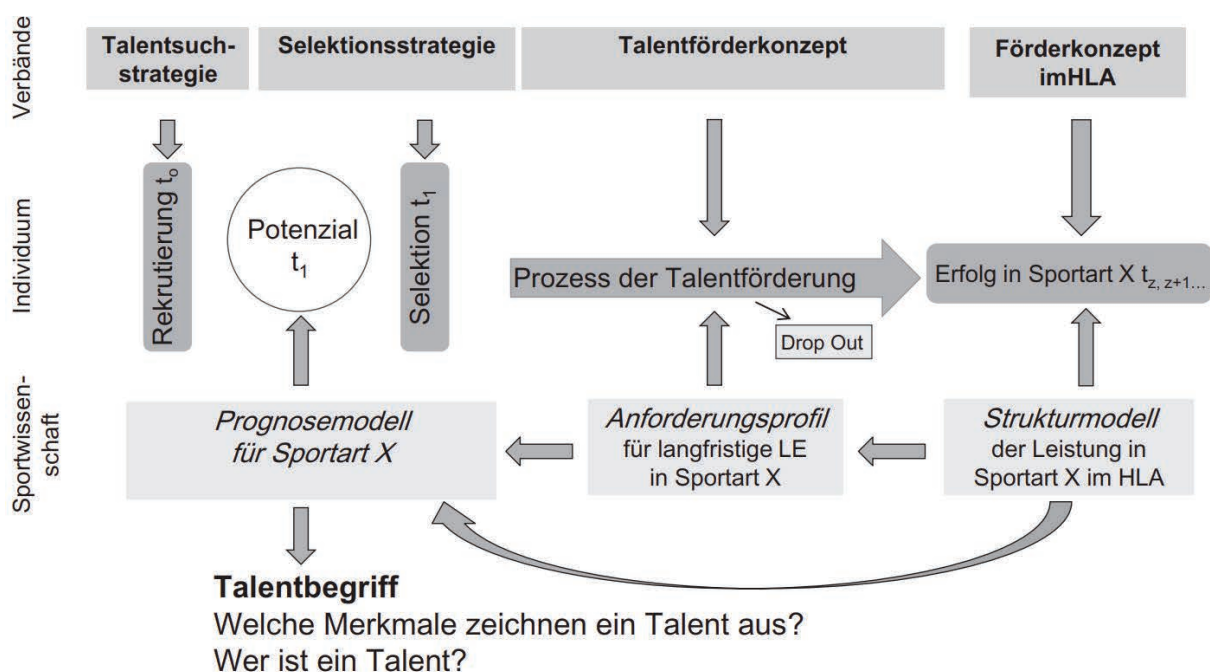 Verbände
Talentsuch-
strategie
Selektionsstrategie
Talentförderkonzept
Förderkonzept
imHLA
Individuum
Rekrutierung t₀
Potenzial
t₁
Selektion t₁
Prozess der Talentförderung
Drop Out
Erfolg in Sportart X t z, z+1...
Sportwissen-
schaft
Prognosemodell
für Sportart X
Anforderungsprofil
für langfristige LE
in Sportart X
Strukturmodell
der Leistung in
Sportart X im HLA
Talentbegriff
Welche Merkmale zeichnen ein Talent aus?
Wer ist ein Talent?